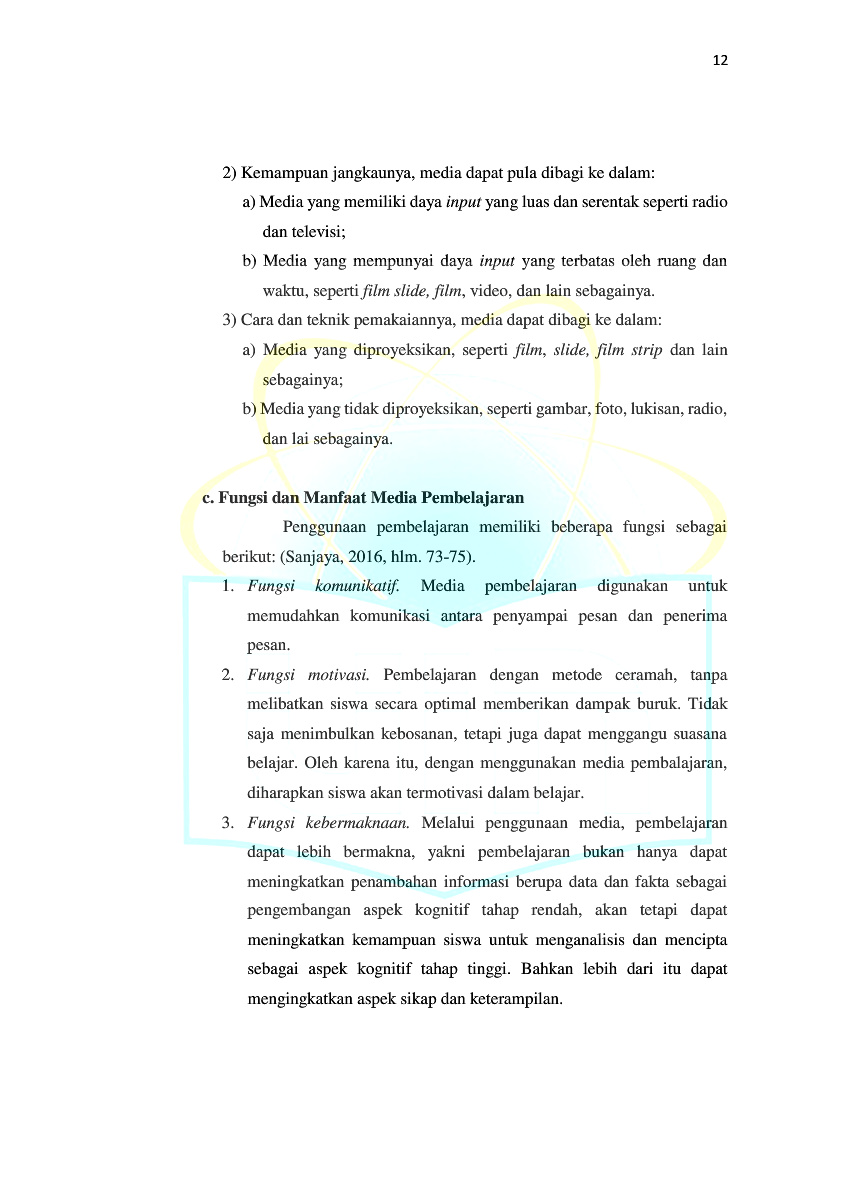 12
2) Kemampuan jangkaunya, media dapat pula dibagi ke dalam:
a) Media yang memiliki daya input yang luas dan serentak seperti radio
dan televisi;
b) Media yang mempunyai daya input yang terbatas oleh ruang dan
waktu, seperti film slide, film, video, dan lain sebagainya.
3) Cara dan teknik pemakaiannya, media dapat dibagi ke dalam:
a) Media yang diproyeksikan, seperti film, slide, film strip dan lain
sebagainya;
b) Media yang tidak diproyeksikan, seperti gambar, foto, lukisan, radio,
dan lai sebagainya.
c. Fungsi dan Manfaat Media Pembelajaran
Penggunaan pembelajaran memiliki beberapa fungsi sebagai
berikut: (Sanjaya, 2016, hlm. 73-75).
1. Fungsi komunikatif. Media pembelajaran digunakan untuk
memudahkan komunikasi antara penyampai pesan dan penerima
pesan.
2. Fungsi motivasi. Pembelajaran dengan metode ceramah, tanpa
melibatkan siswa secara optimal memberikan dampak buruk. Tidak
saja menimbulkan kebosanan, tetapi juga dapat menggangu suasana
belajar. Oleh karena itu, dengan menggunakan media pembalajaran,
diharapkan siswa akan termotivasi dalam belajar.
3. Fungsi kebermaknaan. Melalui penggunaan media, pembelajaran
dapat lebih bermakna, yakni pembelajaran bukan hanya dapat
meningkatkan penambahan informasi berupa data dan fakta sebagai
pengembangan aspek kognitif tahap rendah, akan tetapi dapat
meningkatkan kemampuan siswa untuk menganalisis dan mencipta
sebagai aspek kognitif tahap tinggi. Bahkan lebih dari itu dapat
mengingkatkan aspek sikap dan keterampilan.